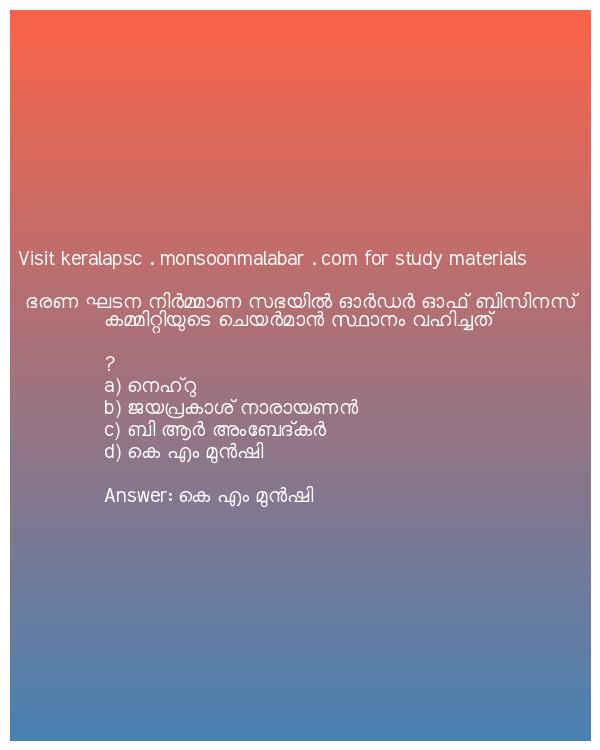 Visit keralapsc . monsoonmalabar . com for study materials
ഭരണ ഘടന നിർമ്മാണ സഭയിൽ ഓർഡർ ഓഫ് ബിസിനസ്
കമ്മിറ്റിയുടെ ചെയർമാൻ സ്ഥാനം വഹിച്ചത്
?
a) നെഹ്റു
b) ജയപ്രകാശ് നാരായണൻ
c) ബി ആർ അംബേദ്കർ
d) കെ എം മുൻഷി
Answer: കെ എം മുൻഷി